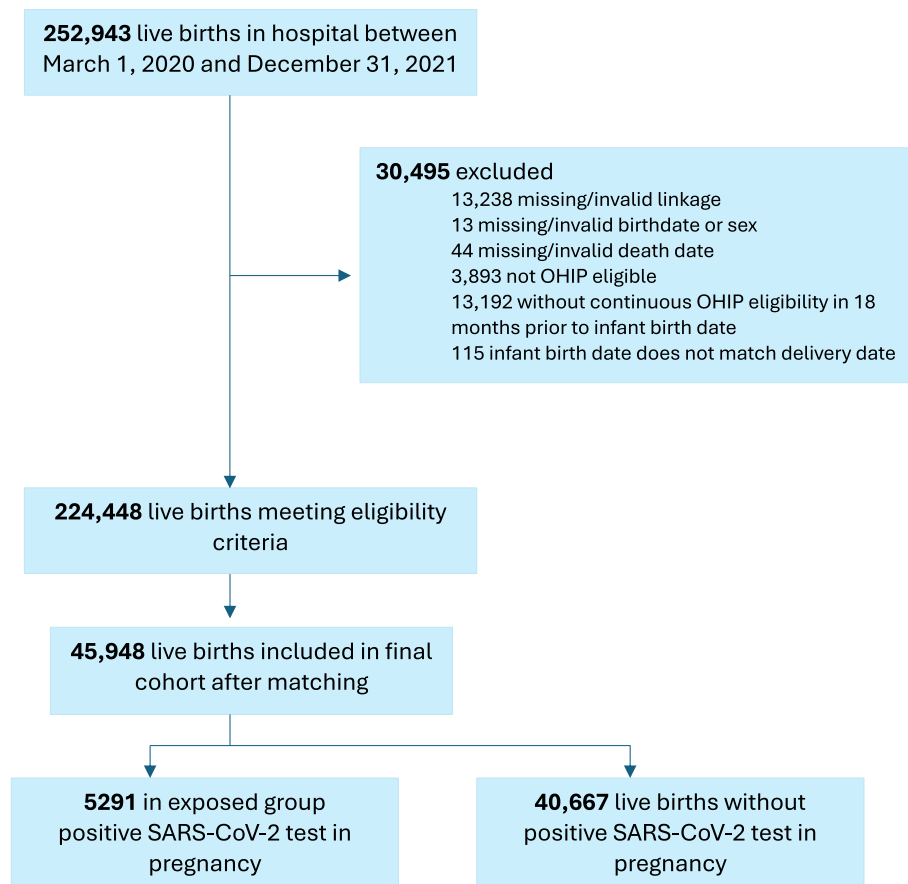 252,943 live births in hospital between
March 1, 2020 and December 31, 2021
30,495 excluded
13,238 missing/invalid linkage
13 missing/invalid birthdate or sex
44 missing/invalid death date
3,893 not OHIP eligible
13,192 without continuous OHIP eligibility in 18
months prior to infant birth date
115 infant birth date does not match delivery date
224,448 live births meeting eligibility
criteria
45,948 live births included in final
cohort after matching
5291 in exposed group
positive SARS-CoV-2 test in
pregnancy
40,667 live births without
positive SARS-CoV-2 test in
pregnancy